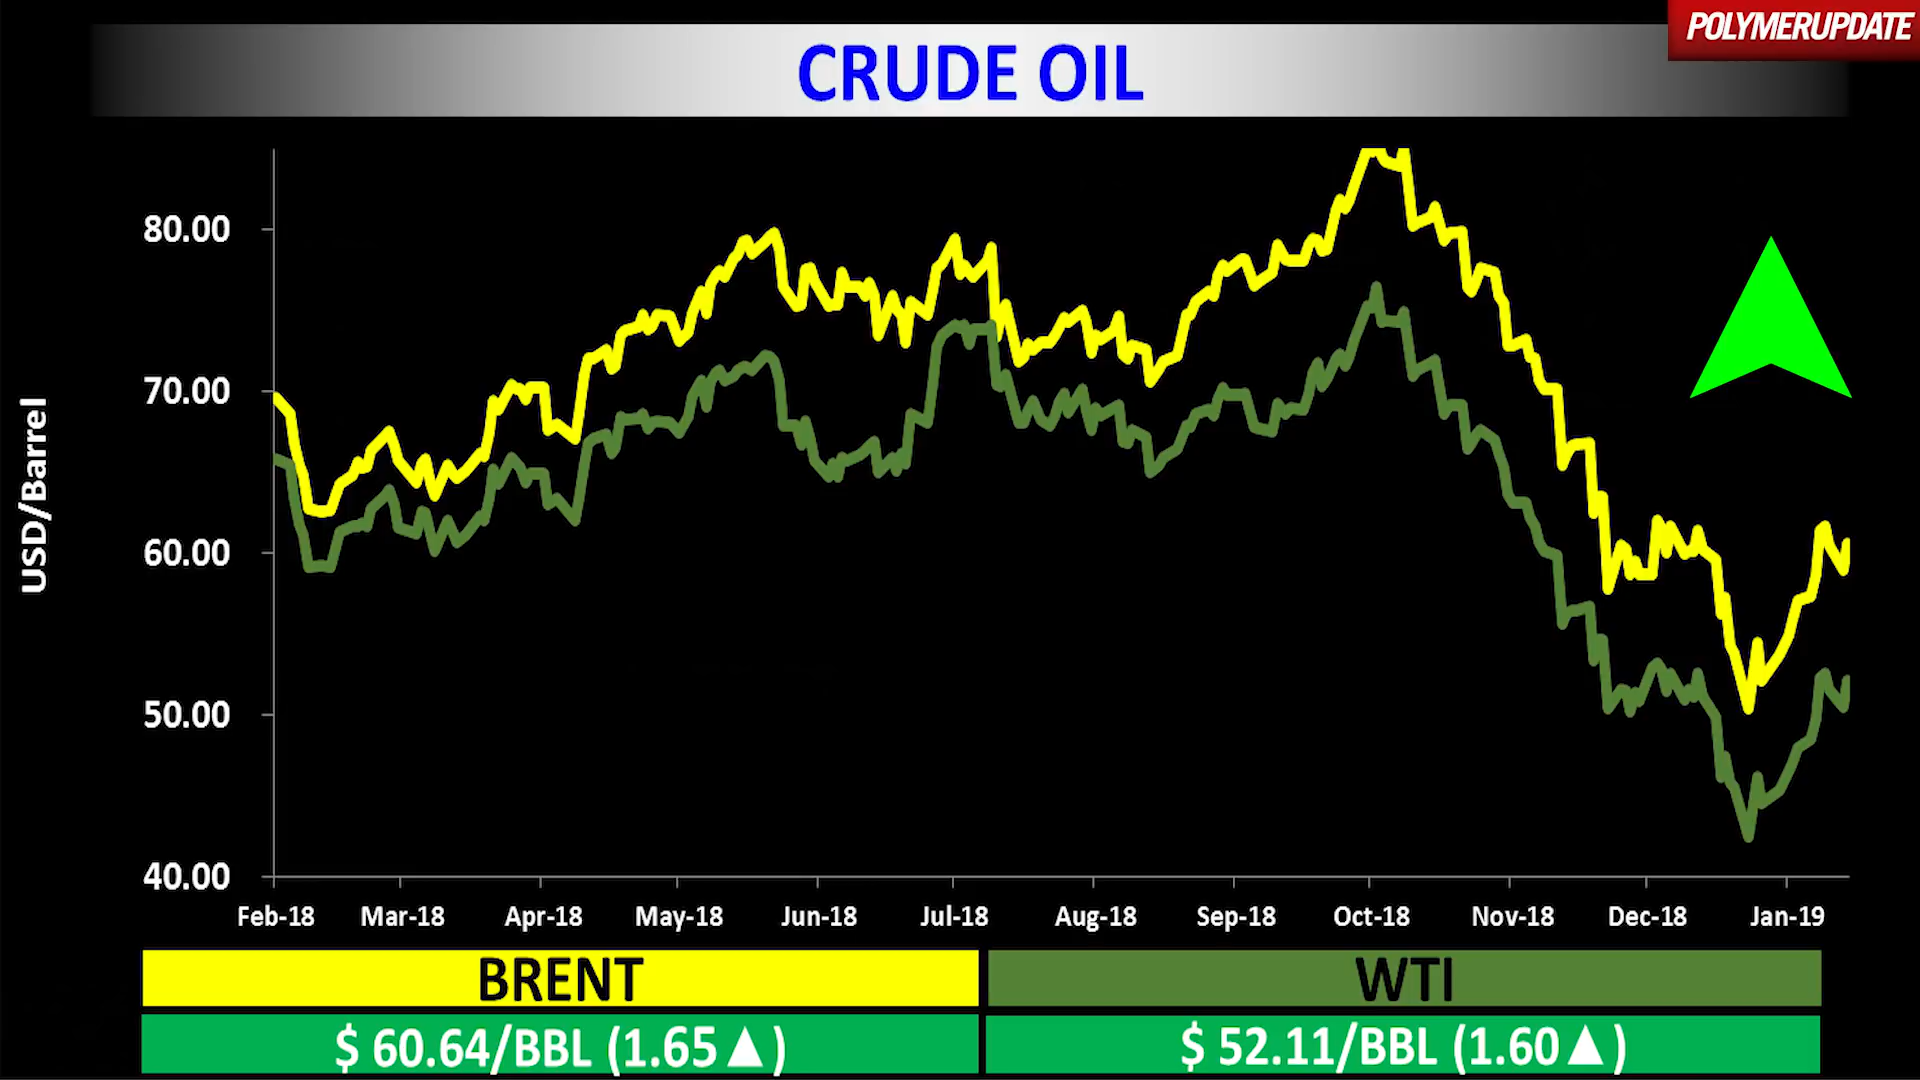 POLYMERUPDATE
CRUDE OIL
USD/Barrel
80.00
70.00
60.00
50.00
40.00
Feb-18 Mar-18 Apr-18 May-18 Jun-18 Jul-18 Aug-18 Sep-18 Oct-18 Nov-18 Dec-18 Jan-19
BRENT WTI
$ 60.64/BBL (1.65▲) $ 52.11/BBL (1.60▲)